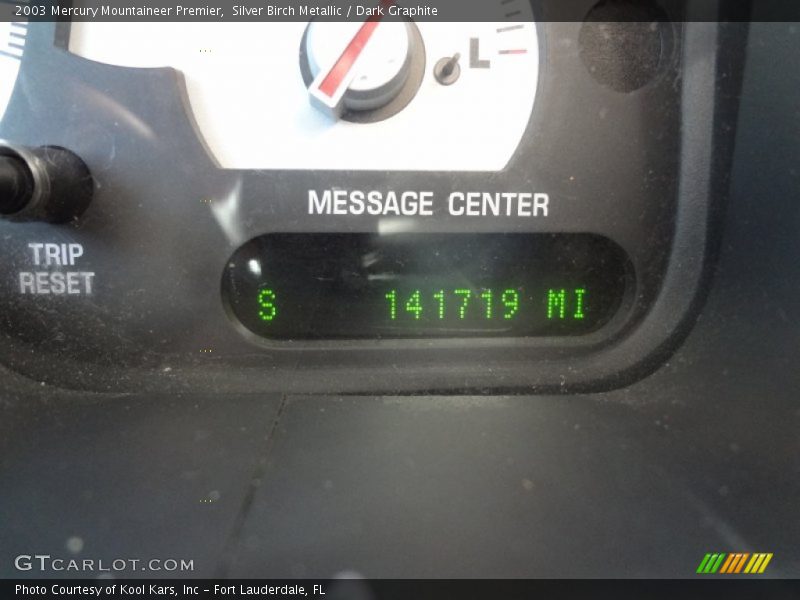 2003 Mercury Mountaineer Premier,  Silver Birch Metallic / Dark Graphite
L
MESSAGE CENTER
TRIP
RESET
S 141719 MI
GTCARLOT.COM
Photo Courtesy of Kool Kars, Inc - Fort Lauderdale, FL